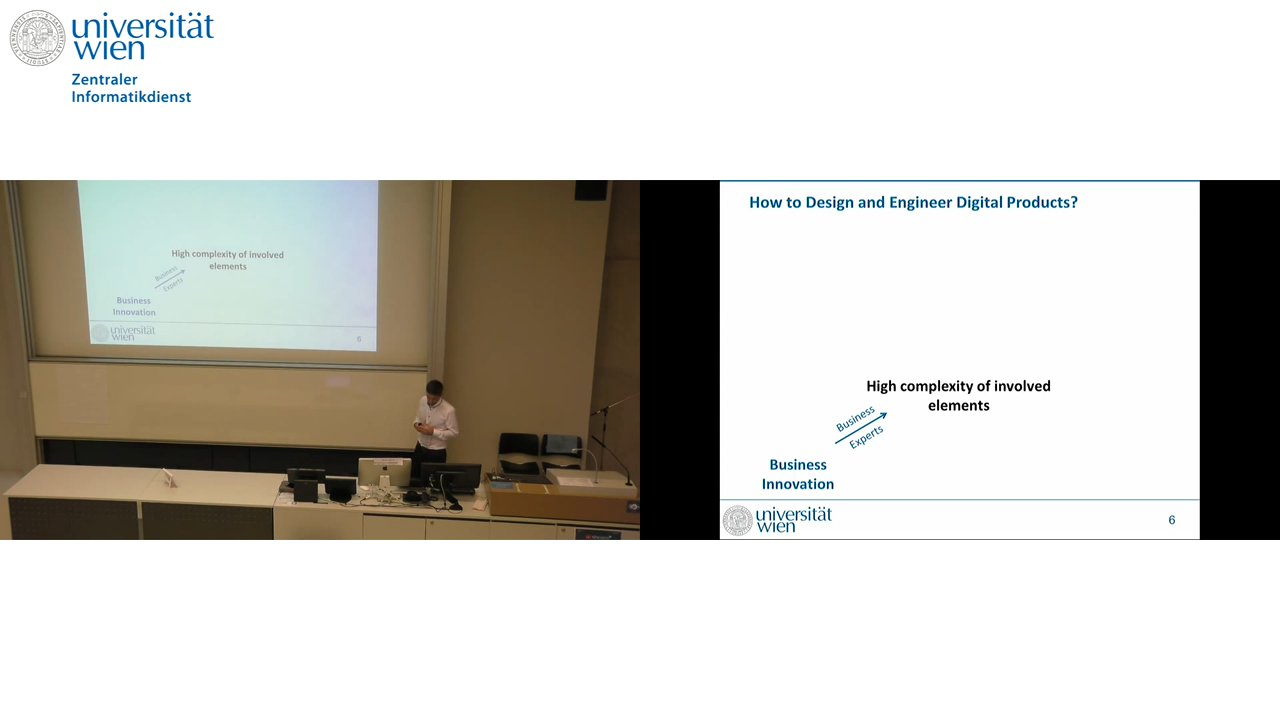 universität
wien
Zentraler
Informatikdienst
High complexity of involved
elements
Business
Experts
Business
Innovation
universität
wien
6
How to Design and Engineer Digital Products?
High complexity of involved
elements
Business
Experts
Business
Innovation
universität
wien
6